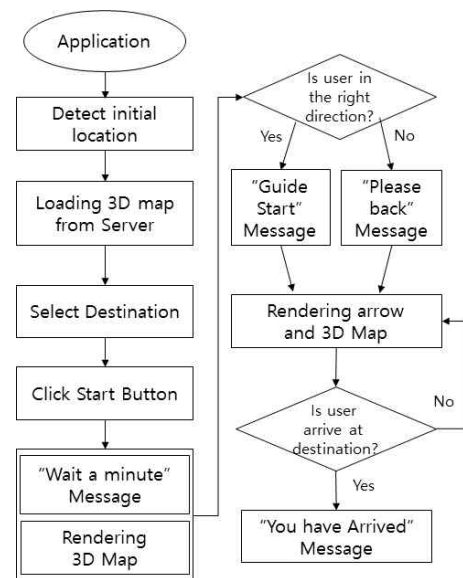 Application
Detect initial
location
Loading 3D map
from Server
Select Destination
Click Start Button
"Wait a minute"
Message
Rendering
3D Map
Is user in
the right
direction?
Yes
No
"Guide
Start"
Message
"Please
back"
Message
Rendering arrow
and 3D Map
Is user
arrive at
destination?
No
Yes
"You have Arrived"
Message